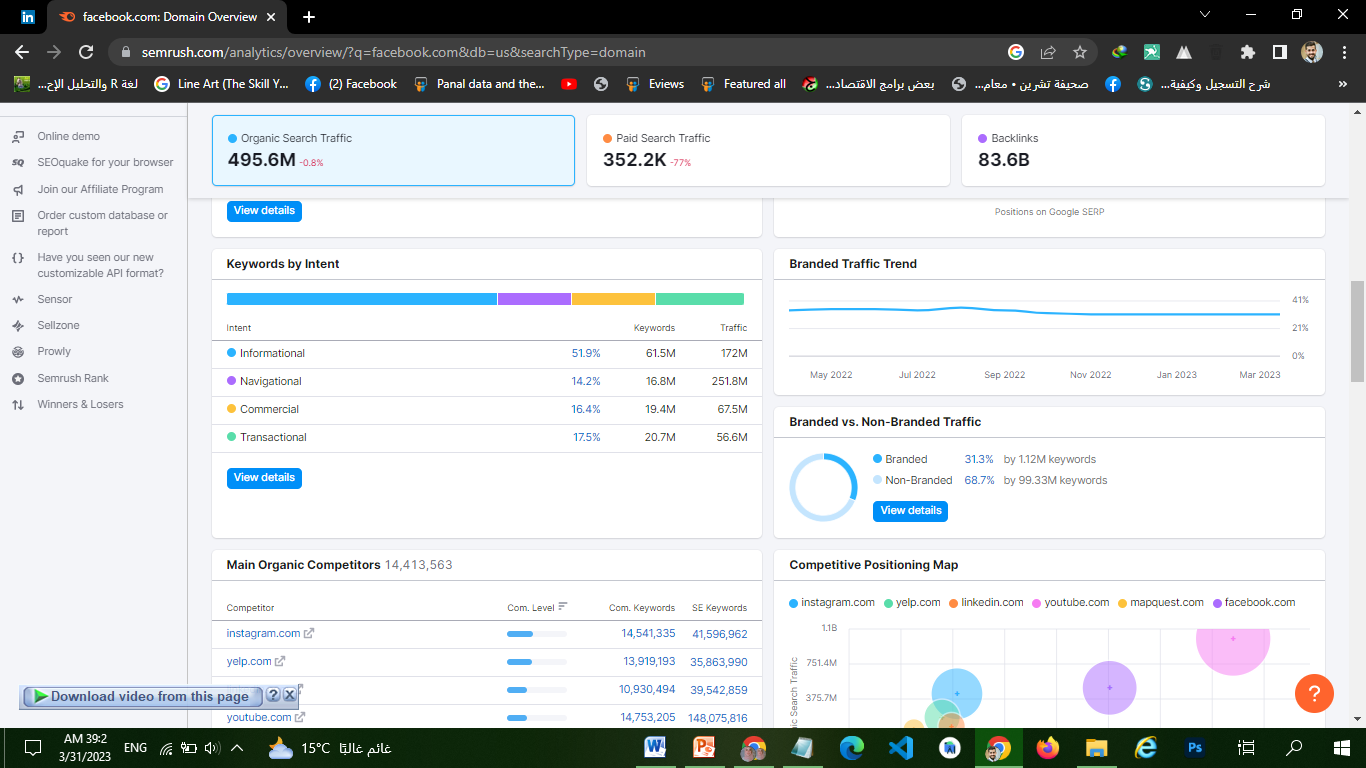 facebook.com: Domain Overview
semrush.com/analytics/overview/?q=facebook.com&db=us&searchType=domain
لغة R والتحليل الإح...
Line Art (The Skill Y...
(2) Facebook
Panal data and the...
Eviews
Featured all
بعض برامج الاقتصاد...
صحيفة تشرين • معام...
شرح التسجيل وكيفية...
»
Online demo
SEOquake for your browser
Join our Affiliate Program
Order custom database or
report
Have you seen our new
customizable API format?
Sensor
Sellzone
Prowly
Semrush Rank
Winners & Losers
Organic Search Traffic
495.6M -0.8%
Paid Search Traffic
352.2K -77%
Backlinks
83.6B
View details
Positions on Google SERP
Keywords by Intent
Intent Keywords Traffic
Informational 51.9% 61.5M 172M
Navigational 14.2% 16.8M 251.8M
Commercial 16.4% 19.4M 67.5M
Transactional 17.5% 20.7M 56.6M
View details
Branded Traffic Trend
41%
21%
0%
May 2022 Jul 2022 Sep 2022 Nov 2022 Jan 2023 Mar 2023
Branded vs. Non-Branded Traffic
Branded 31.3% by 1.12M keywords
Non-Branded 68.7% by 99.33M keywords
View details
Main Organic Competitors 14,413,563
Competitor Com. Level Com. Keywords SE Keywords
instagram.com 14,541,335 41,596,962
yelp.com 13,919,193 35,863,990
10,930,494 39,542,859
youtube.com 14,753,205 148,075,816
Competitive Positioning Map
instagram.com yelp.com linkedin.com youtube.com mapquest.com facebook.com
1.1B
751.4M
375.7M
Search Traffic
?
Download video from this page
AM 39:2
3/31/2023
ENG
15°C غائم غالبًا